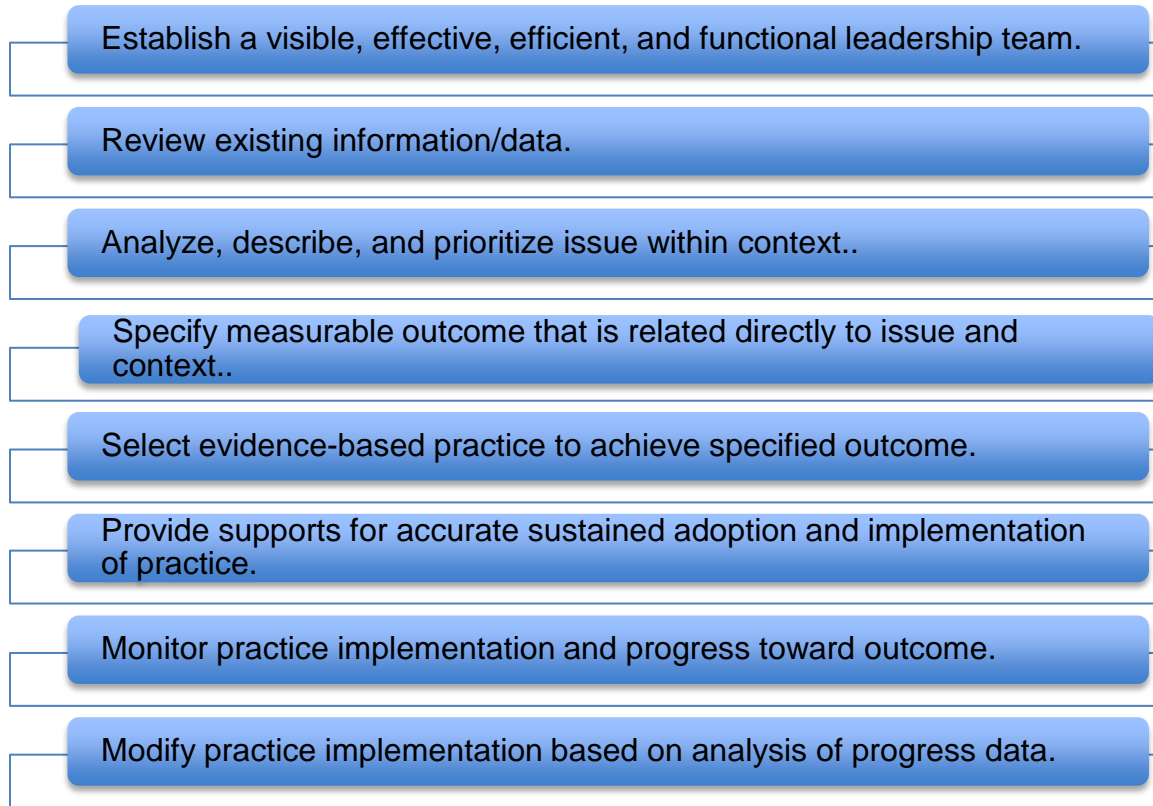 Establish a visible, effective, efficient, and functional leadership team.
Review existing information/data.
Analyze, describe, and prioritize issue within context..
Specify measurable outcome that is related directly to issue and
context..
Select evidence-based practice to achieve specified outcome.
Provide supports for accurate sustained adoption and implementation
of practice.
Monitor practice implementation and progress toward outcome.
Modify practice implementation based on analysis of progress data.